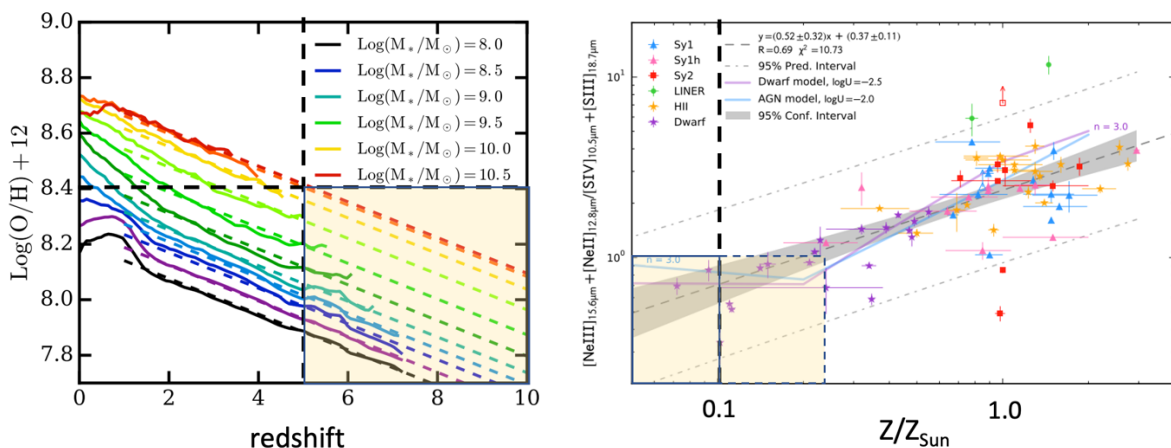 9.0
8.8
8.6
8.4
8.2
8.0
7.8
Log(O/H) + 12
Log(M*/M⊙) = 8.0
Log(M*/M⊙) = 8.5
Log(M*/M⊙) = 9.0
Log(M*/M⊙) = 9.5
Log(M*/M⊙) = 10.0
Log(M*/M⊙) = 10.5
0 2 4 6 8 10
redshift
[NeIII]15.6μm + [NeII]12.8μm / [SIV]10.5μm + [SIII]18.7μm
10¹
10⁰
Sy1
Sy1h
Sy2
LINER
HII
Dwarf
y=(0.52 ±0.32)x + (0.37±0.11)
R=0.69 χ² =10.73
95% Pred. Interval
Dwarf model, logU=−2.5
AGN model, logU=−2.0
95% Conf. Interval
n = 3.0
n = 3.0
0.1 1.0
Z/ZSun